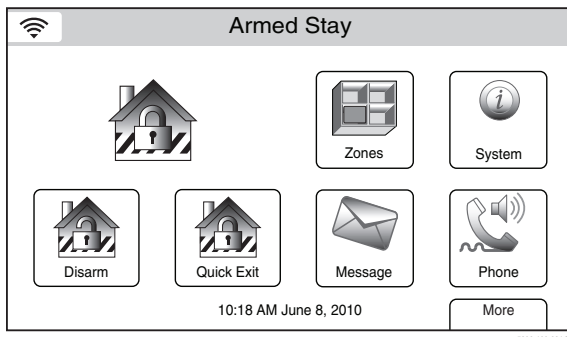 Armed Stay
Zones
System
Disarm
Quick Exit
Message
Phone
10:18 AM June 8, 2010
More